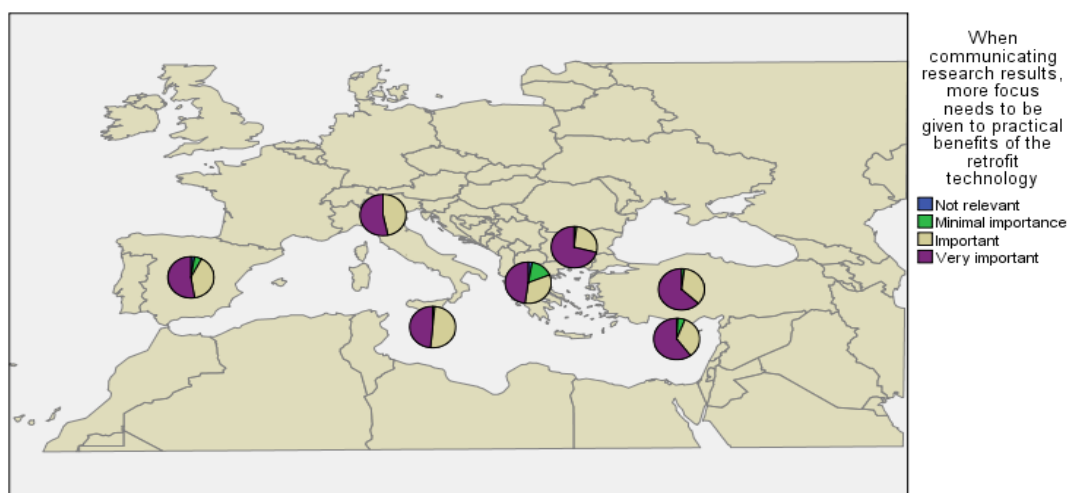 When
communicating
research results,
more focus
needs to be
given to practical
benefits of the
retrofit
technology
Not relevant
Minimal importance
Important
Very important